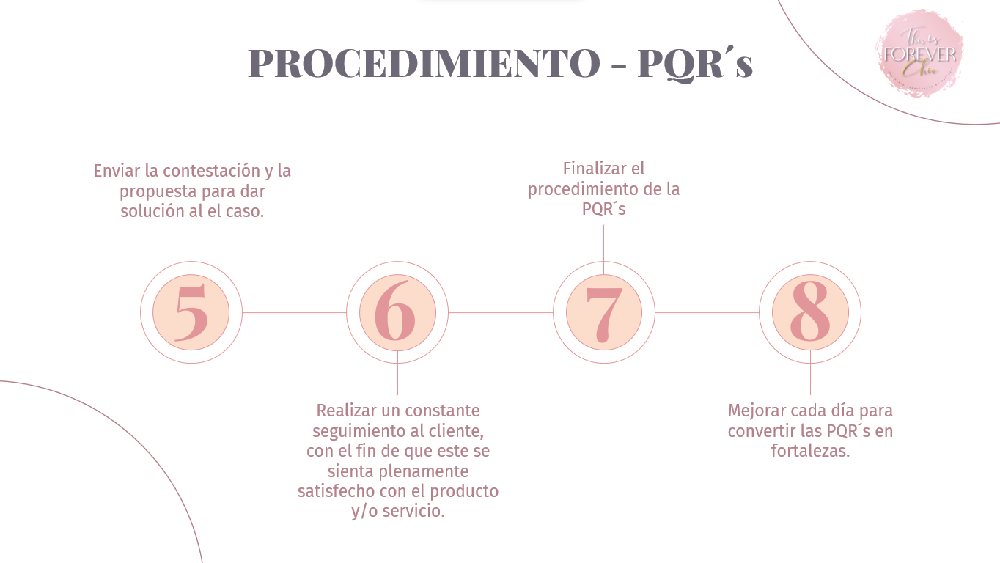 PROCEDIMIENTO - PQR´s
This is
FOREVER
Chic
Enviar la contestación y la
propuesta para dar
solución al el caso.
Finalizar el
procedimiento de la
PQR´s
5
6
7
8
Realizar un constante
seguimiento al cliente,
con el fin de que este se
sienta plenamente
satisfecho con el producto
y/o servicio.
Mejorar cada día para
convertir las PQR´s en
fortalezas.